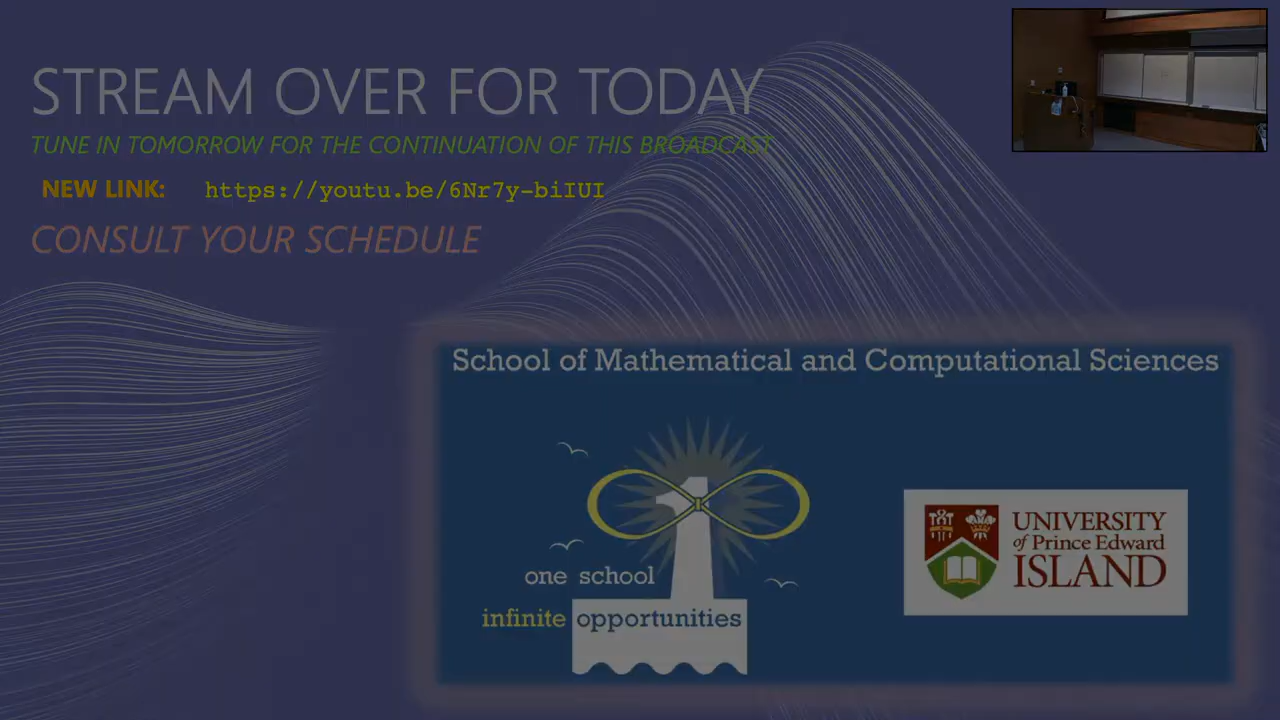 STREAM OVER FOR TODAY
TUNE IN TOMORROW FOR THE CONTINUATION OF THIS BROADCAST
NEW LINK: https://youtu.be/6Nr7y-biIUI
CONSULT YOUR SCHEDULE
School of Mathematical and Computational Sciences
1
one school
infinite opportunities
UNIVERSITY
of Prince Edward
ISLAND